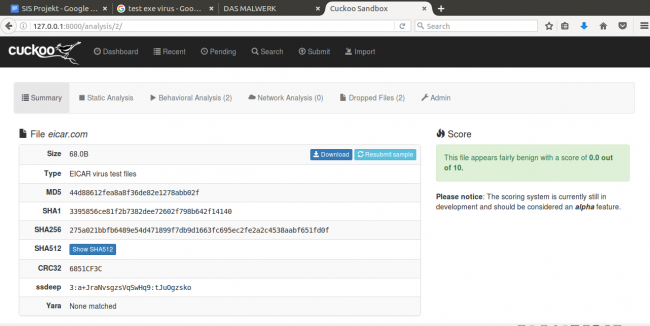 SiS Projekt - Google ...
test exe virus - Goo...
DAS MALWERK
Cuckoo Sandbox
127.0.0.1:8000/analysis/2/
Search
cuckoo
Dashboard
Recent
Pending
Search
Submit
Import
Summary
Static Analysis
Behavioral Analysis (2)
Network Analysis (0)
Dropped Files (2)
Admin
File eicar.com
Download
Resubmit sample
Size 68.0B
Type EICAR virus test files
MD5 44d88612fea8a8f36de82e1278abb02f
SHA1 3395856ce81f2b7382dee72602f798b642f14140
SHA256 275a021bbfb6489e54d471899f7db9d1663fc695ec2fe2a2c4538aabf651fd0f
SHA512 Show SHA512
CRC32 6851CF3C
ssdeep 3:a+JraNvsgzsVqSwHq9:tJuOgzsko
Yara None matched
Score
This file appears fairly benign with a score of 0.0 out
of 10.
Please notice: The scoring system is currently still in
development and should be considered an alpha feature.